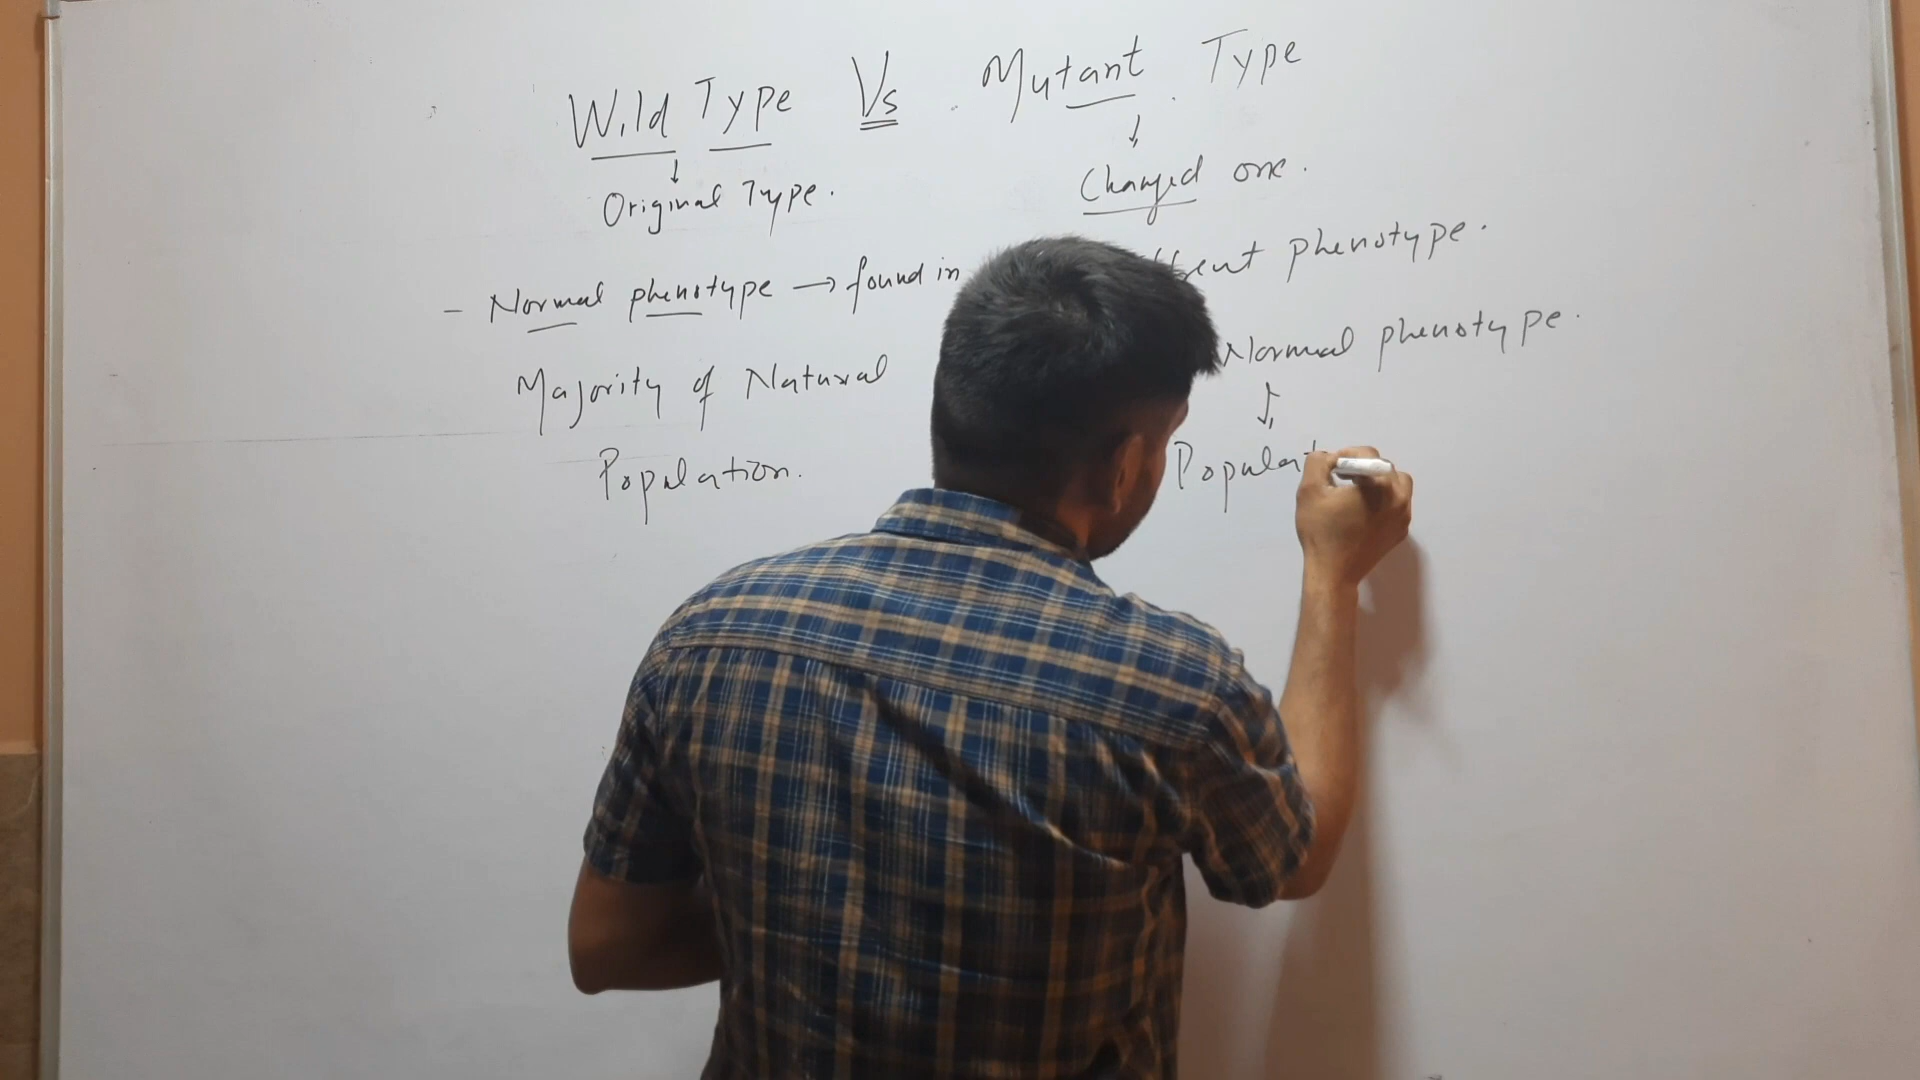 Wild Type Vs Mutant Type
Original Type.
Changed one.
- Normal phenotype → found in
Majority of Natural
Population.
phenotype.
Normal phenotype.